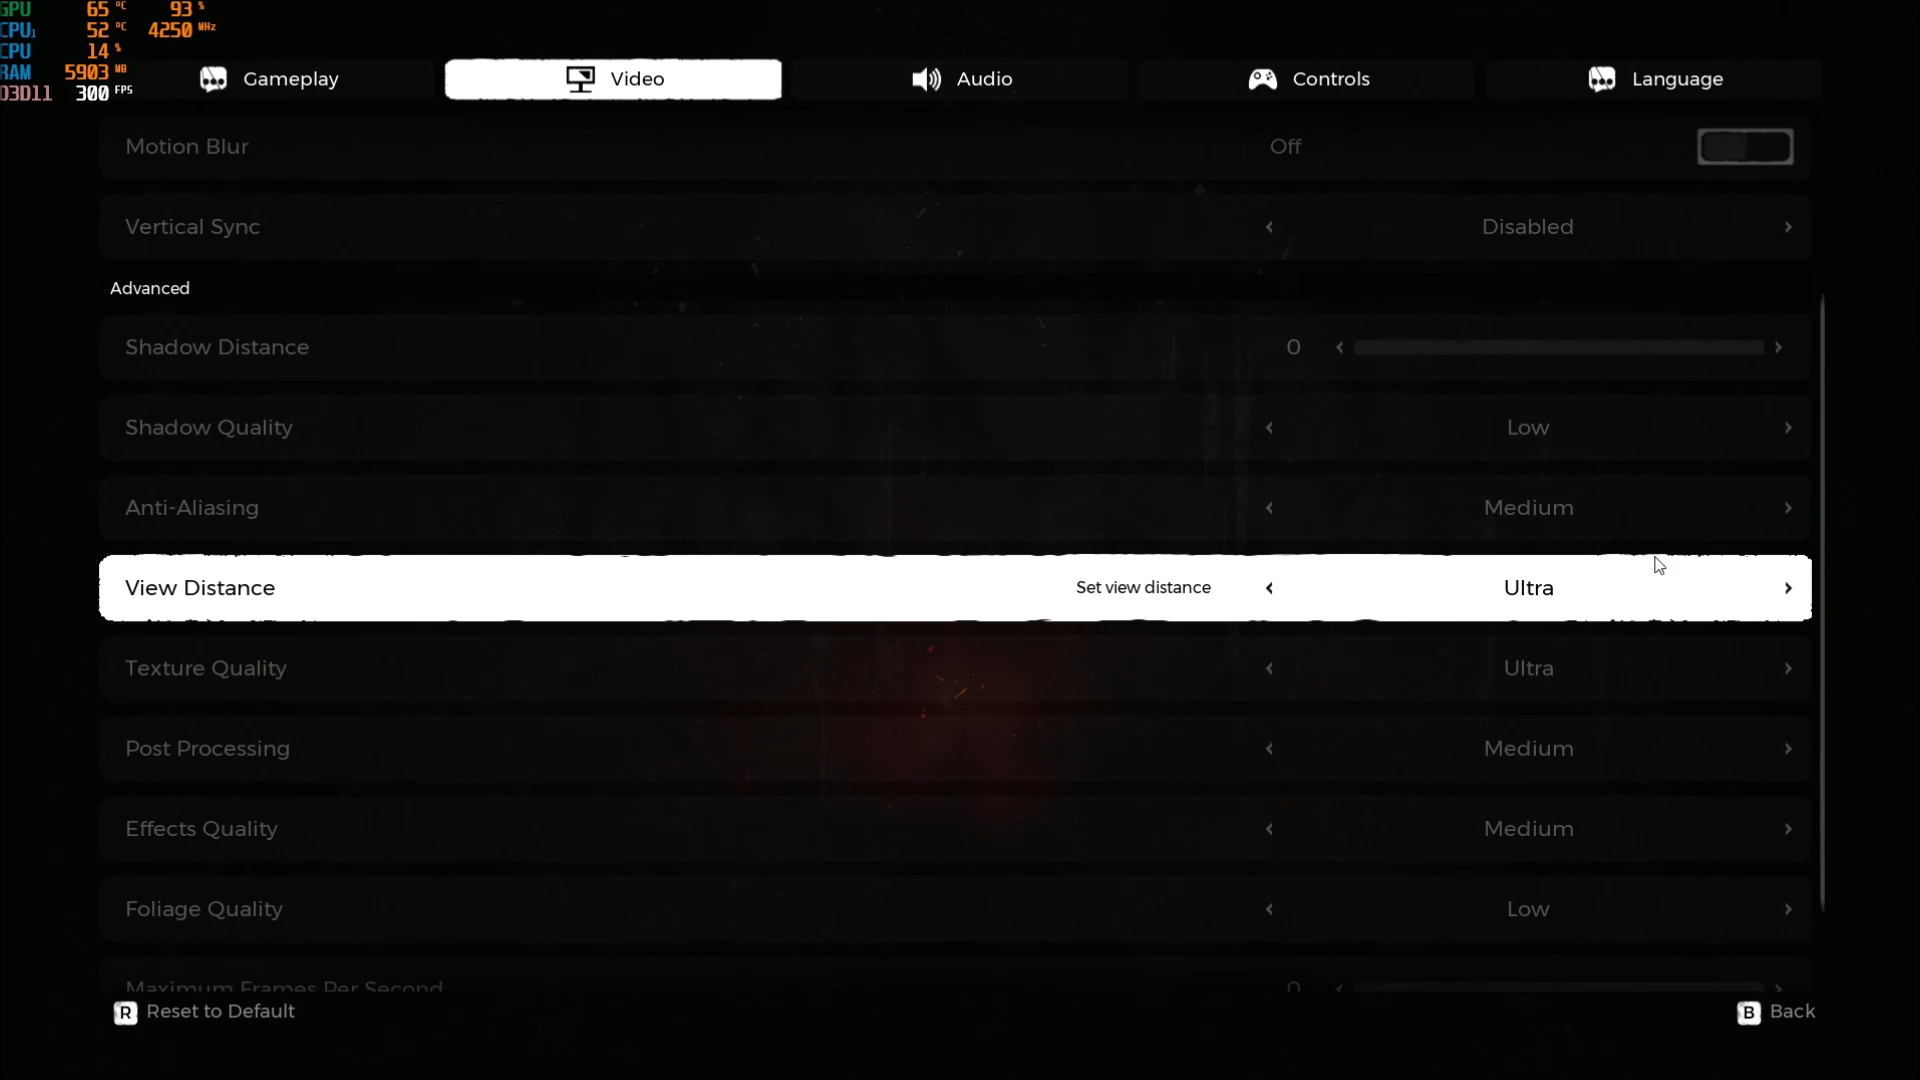 GPU 65 °C 93 %
CPU1 52 °C 4250 MHz
CPU 14 %
RAM 5903 MB
D3D11 300 FPS
Gameplay Video Audio Controls Language
Motion Blur Off
Vertical Sync Disabled
Advanced
Shadow Distance 0
Shadow Quality Low
Anti-Aliasing Medium
View Distance Set view distance Ultra
Texture Quality Ultra
Post Processing Medium
Effects Quality Medium
Foliage Quality Low
Maximum Frames Per Second 0
R Reset to Default B Back